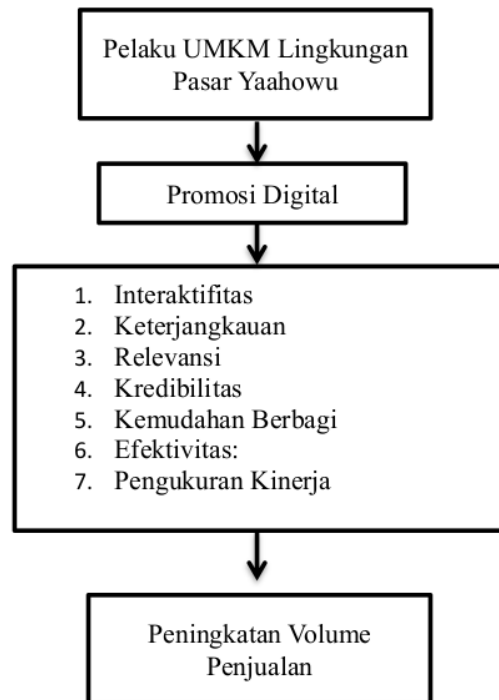 Pelaku UMKM Lingkungan
Pasar Yaahowu
Promosi Digital
1. Interaktifitas
2. Keterjangkauan
3. Relevansi
4. Kredibilitas
5. Kemudahan Berbagi
6. Efektivitas:
7. Pengukuran Kinerja
Peningkatan Volume
Penjualan